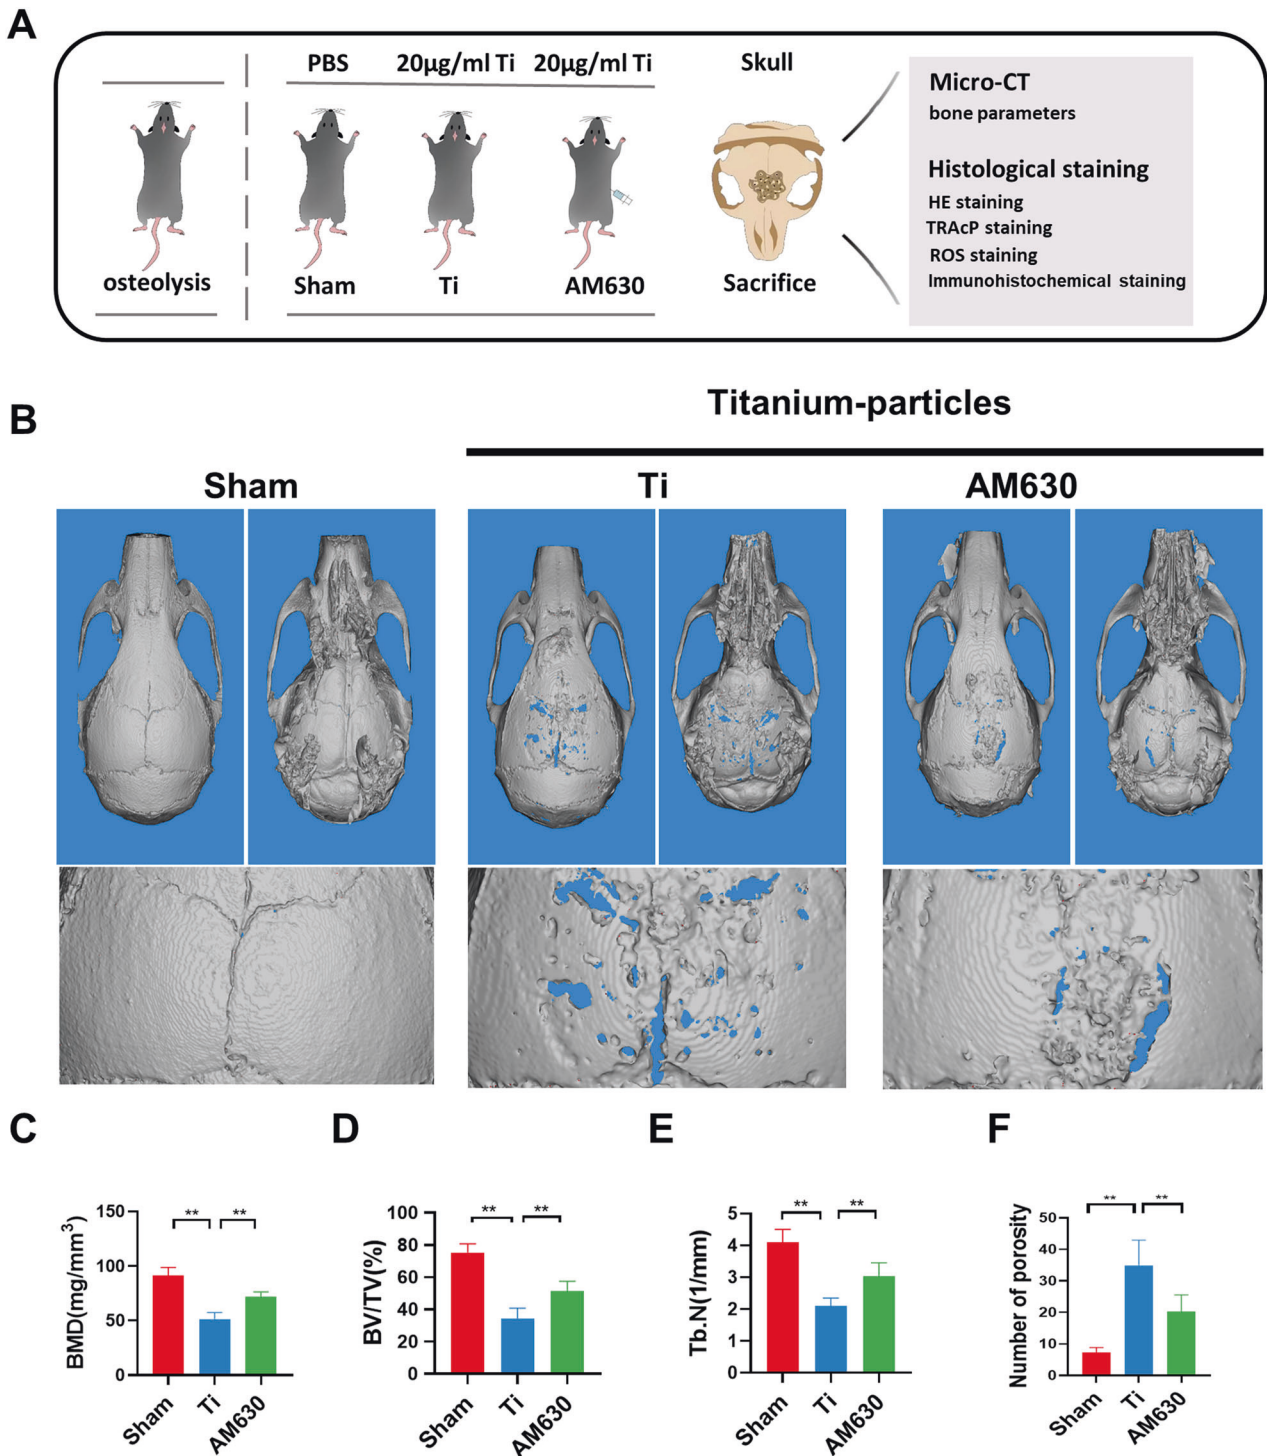 A
PBS 20µg/ml Ti 20µg/ml Ti Skull
osteolysis Sham Ti AM630 Sacrifice
Micro-CT
bone parameters
Histological staining
HE staining
TRAcP staining
ROS staining
Immunohistochemical staining
B
Titanium-particles
Sham Ti AM630
C
BMD(mg/mm³)
150
100
50
0
** **
Sham Ti AM630
D
BV/TV(%)
100
80
60
40
20
0
** **
Sham Ti AM630
E
Tb.N(1/mm)
5
4
3
2
1
0
** **
Sham Ti AM630
F
Number of porosity
50
40
30
20
10
0
** **
Sham Ti AM630